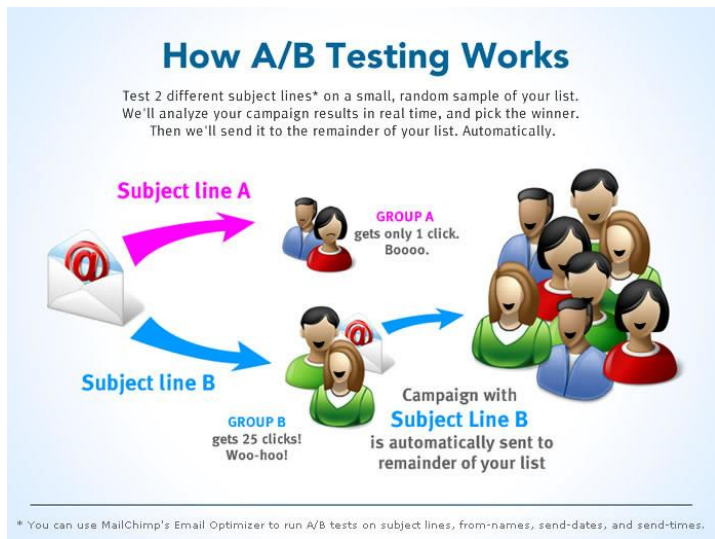 How A/B Testing Works
Test 2 different subject lines* on a small, random sample of your list.
We'll analyze your campaign results in real time, and pick the winner.
Then we'll send it to the remainder of your list. Automatically.
Subject line A
GROUP A
gets only 1 click.
Boooo.
@
@
Subject line B
GROUP B
gets 25 clicks!
Woo-hoo!
Campaign with
Subject Line B
is automatically sent to
remainder of your list
* You can use MailChimp's Email Optimizer to run A/B tests on subject lines, from-names, send-dates, and send-times.